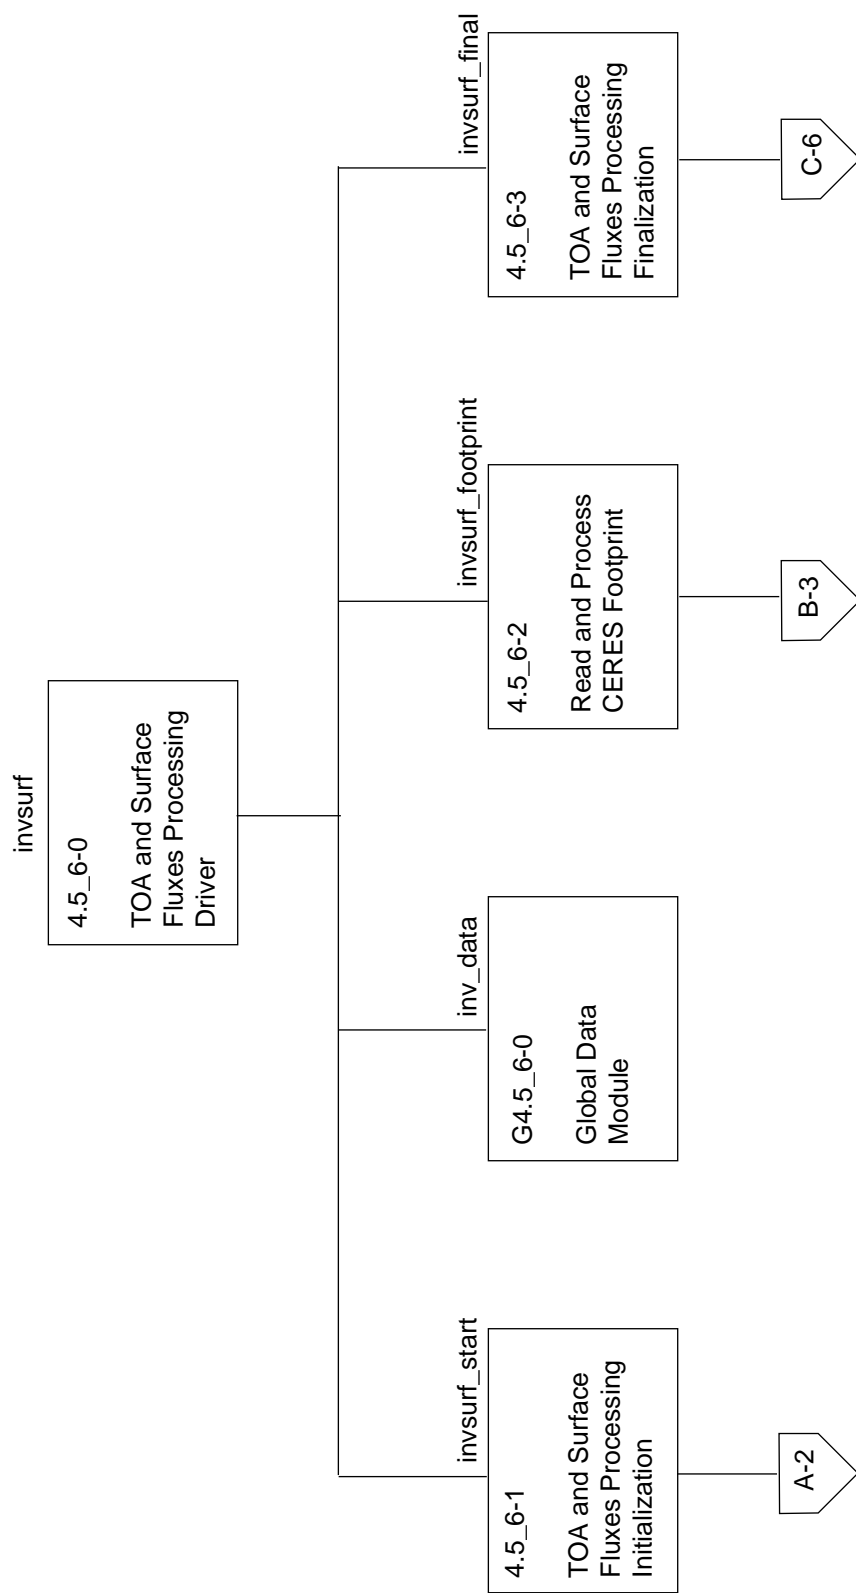 invsurf
4.5_6-0
TOA and Surface
Fluxes Processing
Driver
invsurf_start
4.5_6-1
TOA and Surface
Fluxes Processing
Initialization
A-2
inv_data
G4.5_6-0
Global Data
Module
invsurf_footprint
4.5_6-2
Read and Process
CERES Footprint
B-3
invsurf_final
4.5_6-3
TOA and Surface
Fluxes Processing
Finalization
C-6